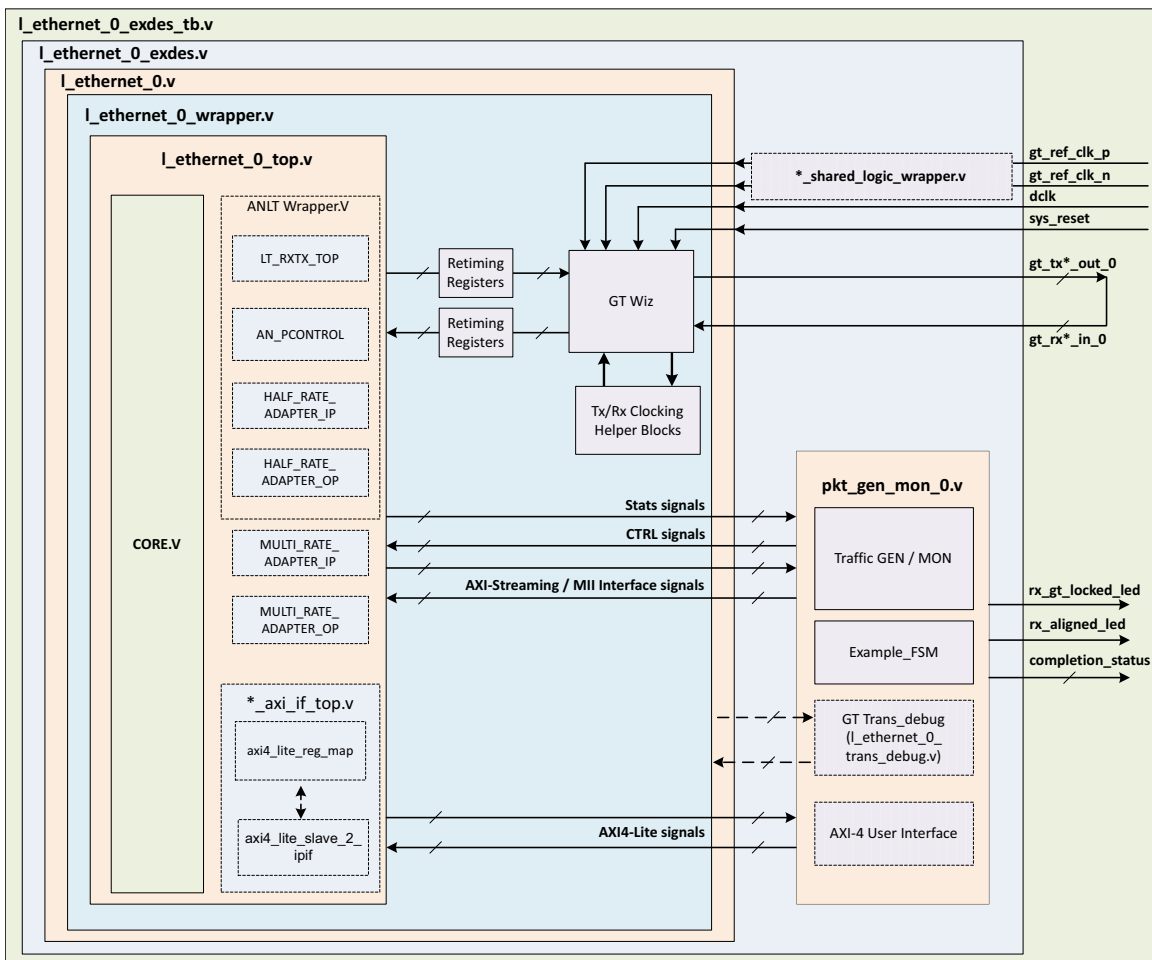 l_ethernet_0_exdes_tb.v
l_ethernet_0_exdes.v
l_ethernet_0.v
l_ethernet_0_wrapper.v
l_ethernet_0_top.v
CORE.V
ANLT Wrapper.V
LT_RXTX_TOP
AN_PCONTROL
HALF_RATE_
ADAPTER_IP
HALF_RATE_
ADAPTER_OP
MULTI_RATE_
ADAPTER_IP
MULTI_RATE_
ADAPTER_OP
*_axi_if_top.v
axi4_lite_reg_map
axi4_lite_slave_2_
ipif
Retiming
Registers
Retiming
Registers
GT Wiz
Tx/Rx Clocking
Helper Blocks
*_shared_logic_wrapper.v
gt_ref_clk_p
gt_ref_clk_n
dclk
sys_reset
gt_tx*_out_0
gt_rx*_in_0
Stats signals
CTRL signals
AXI-Streaming / MII Interface signals
AXI4-Lite signals
pkt_gen_mon_0.v
Traffic GEN / MON
Example_FSM
GT Trans_debug
(l_ethernet_0_
trans_debug.v)
AXI-4 User Interface
rx_gt_locked_led
rx_aligned_led
completion_status